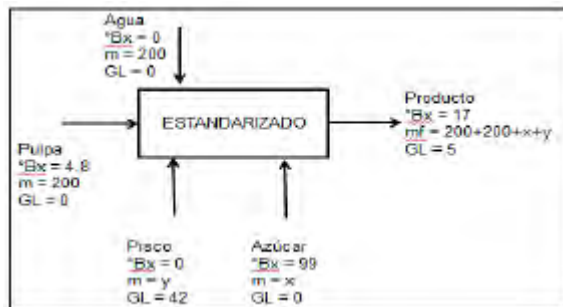 Agua
°Bx = 0
m = 200
GL = 0
ESTANDARIZADO
Producto
°Bx = 17
mf = 200+200+x+y
GL = 5
Pulpa
°Bx = 4.8
m = 200
GL = 0
Pisco
°Bx = 0
m = y
GL = 42
Azúcar
°Bx = 99
m = x
GL = 0